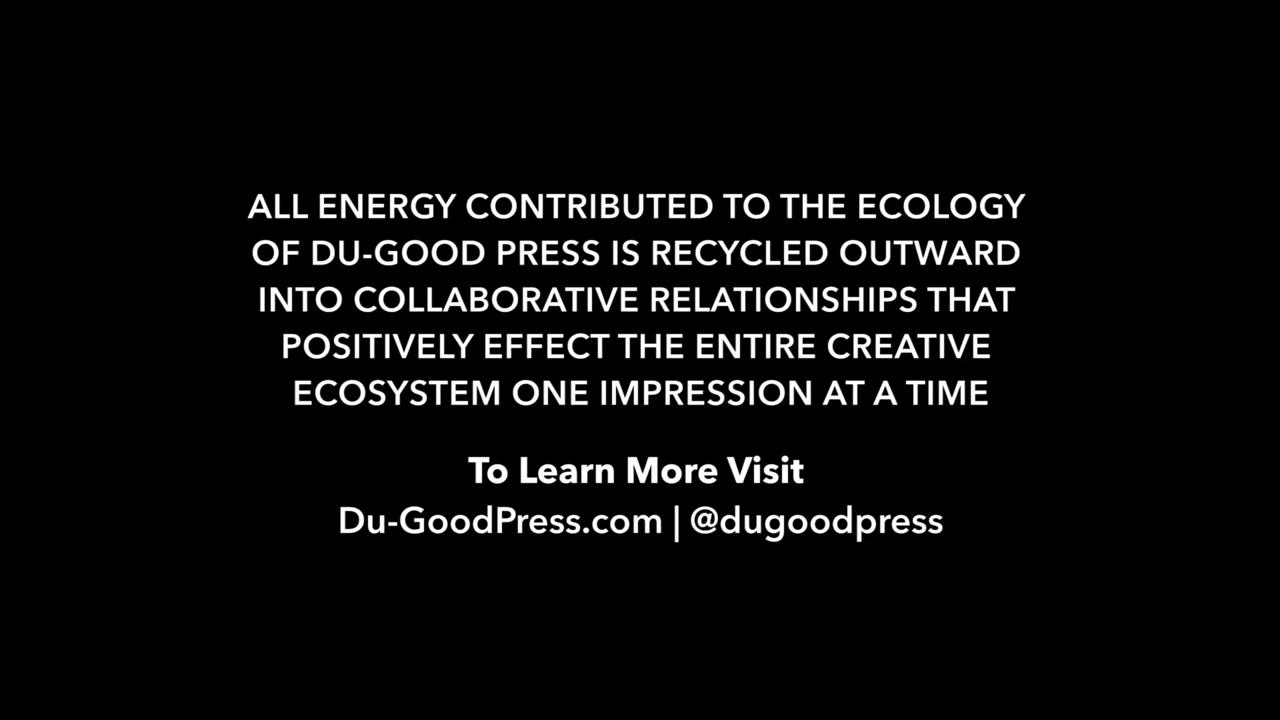 ALL ENERGY CONTRIBUTED TO THE ECOLOGY
OF DU-GOOD PRESS IS RECYCLED OUTWARD
INTO COLLABORATIVE RELATIONSHIPS THAT
POSITIVELY EFFECT THE ENTIRE CREATIVE
ECOSYSTEM ONE IMPRESSION AT A TIME
To Learn More Visit
Du-GoodPress.com | @dugoodpress